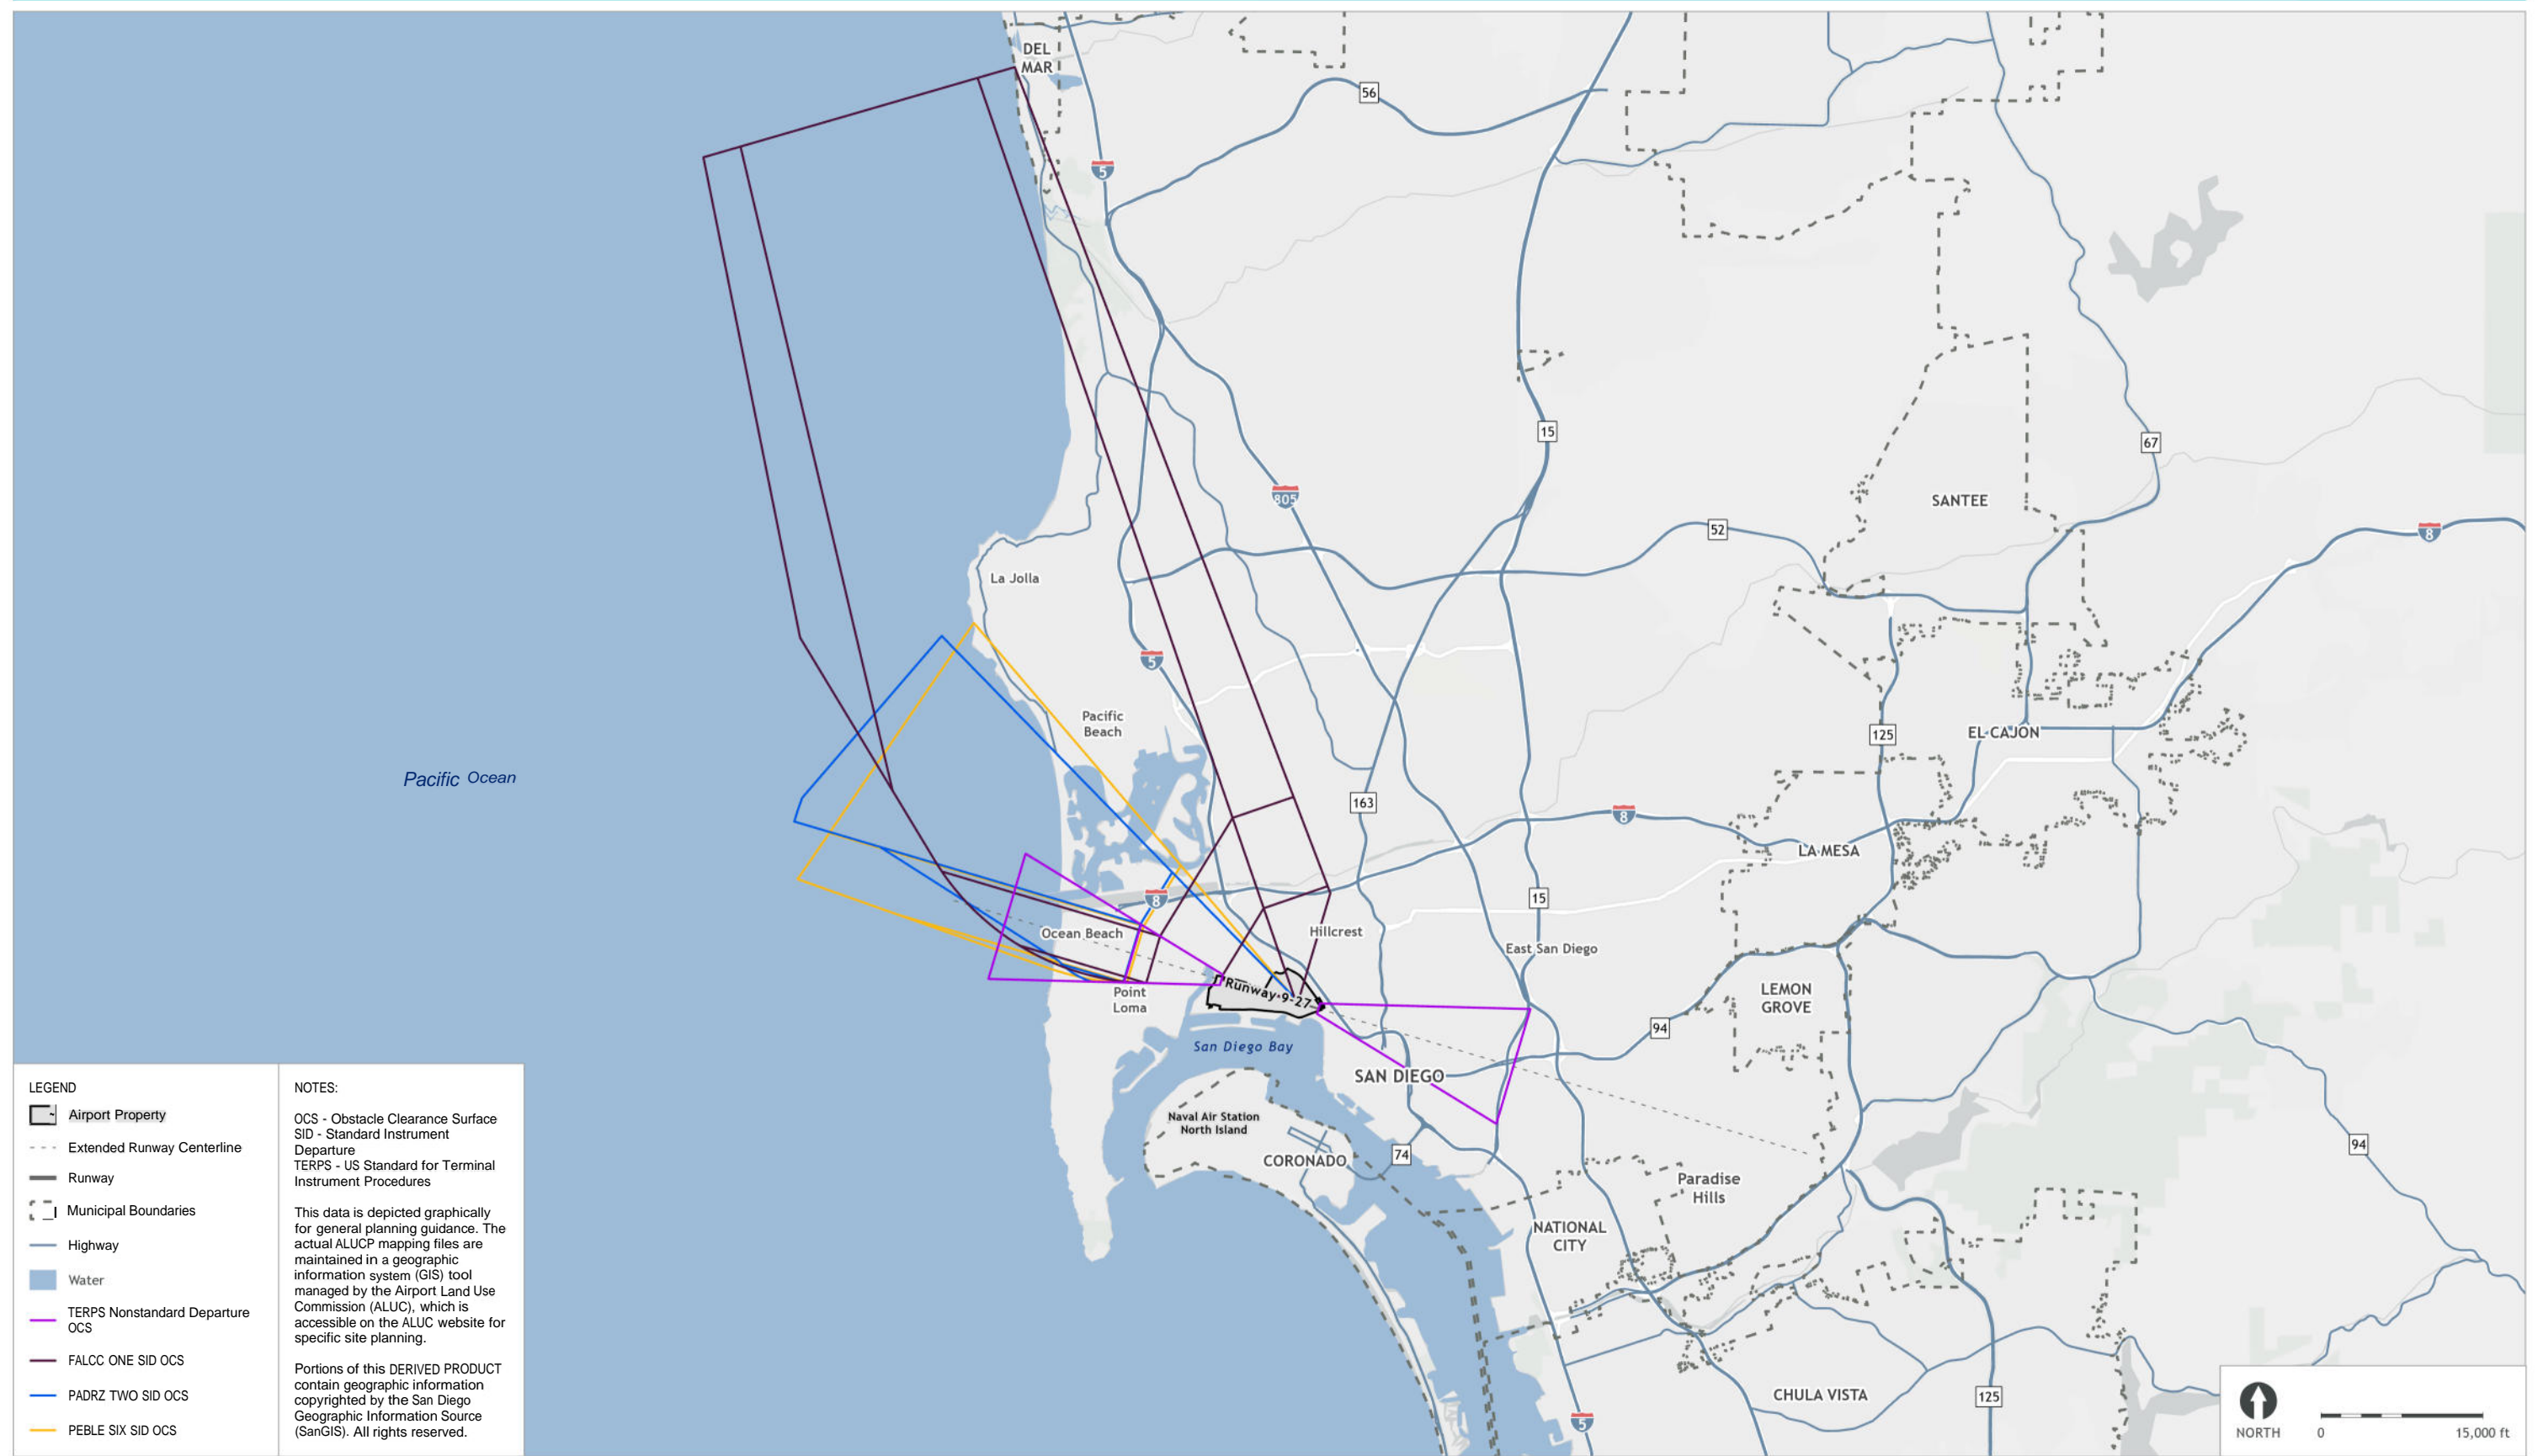 DEL
MAR
56
5
15
805
67
SANTEE
52
8
La Jolla
5
Pacific
Beach
125
EL CAJON
Pacific Ocean
163
8
LA MESA
8
15
Ocean Beach
Hillcrest
East San Diego
Point
Loma
Runway 9-27
LEMON
GROVE
94
San Diego Bay
SAN DIEGO
Naval Air Station
North Island
CORONADO
74
94
Paradise
Hills
NATIONAL
CITY
CHULA VISTA
125
5
LEGEND
Airport Property
Extended Runway Centerline
Runway
Municipal Boundaries
Highway
Water
TERPS Nonstandard Departure
OCS
FALCC ONE SID OCS
PADRZ TWO SID OCS
PEBLE SIX SID OCS
NOTES:
OCS - Obstacle Clearance Surface
SID - Standard Instrument
Departure
TERPS - US Standard for Terminal
Instrument Procedures
This data is depicted graphically
for general planning guidance. The
actual ALUCP mapping files are
maintained in a geographic
information system (GIS) tool
managed by the Airport Land Use
Commission (ALUC), which is
accessible on the ALUC website for
specific site planning.
Portions of this DERIVED PRODUCT
contain geographic information
copyrighted by the San Diego
Geographic Information Source
(SanGIS). All rights reserved.
NORTH
0 15,000 ft